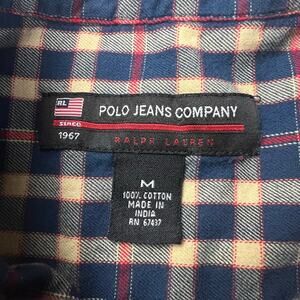 RL
SINCE
1967
POLO JEANS COMPANY
RALPH LAUREN
M
100% COTTON
MADE IN
INDIA
RN 67437